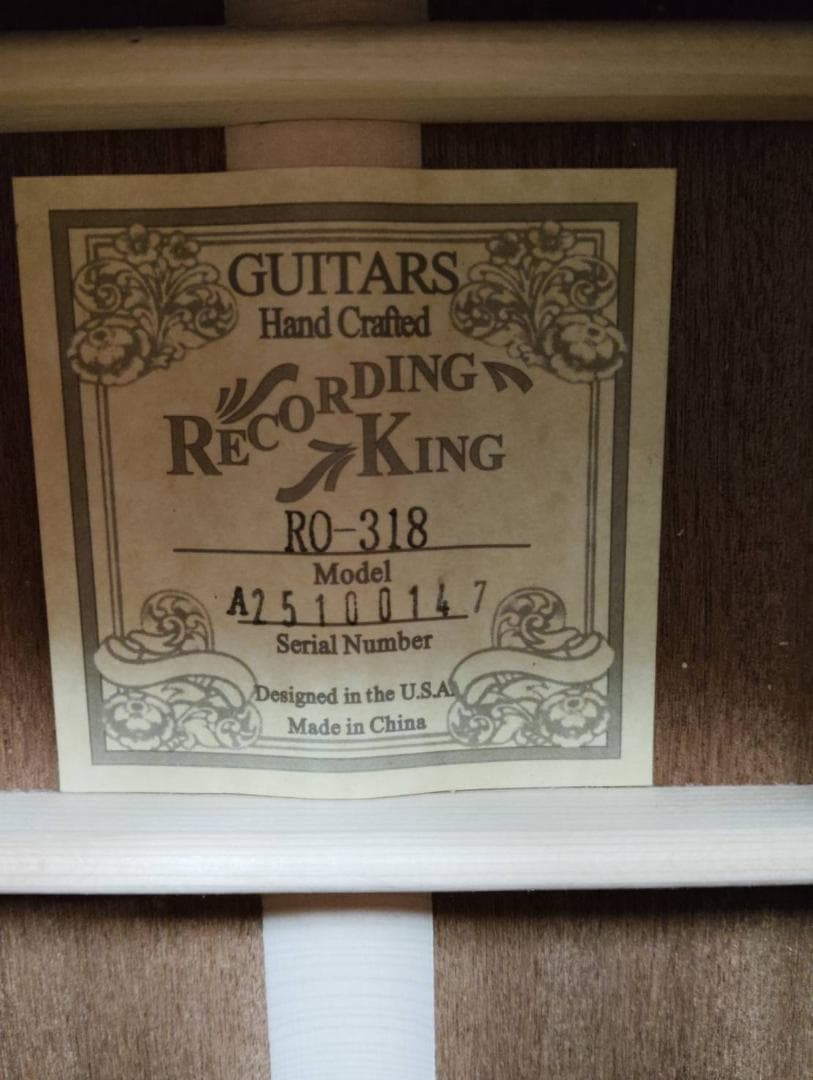 GUITARS
Hand Crafted
RECORDING
KING
RO-318
Model
A25100147
Serial Number
Designed in the U.S.A.
Made in China